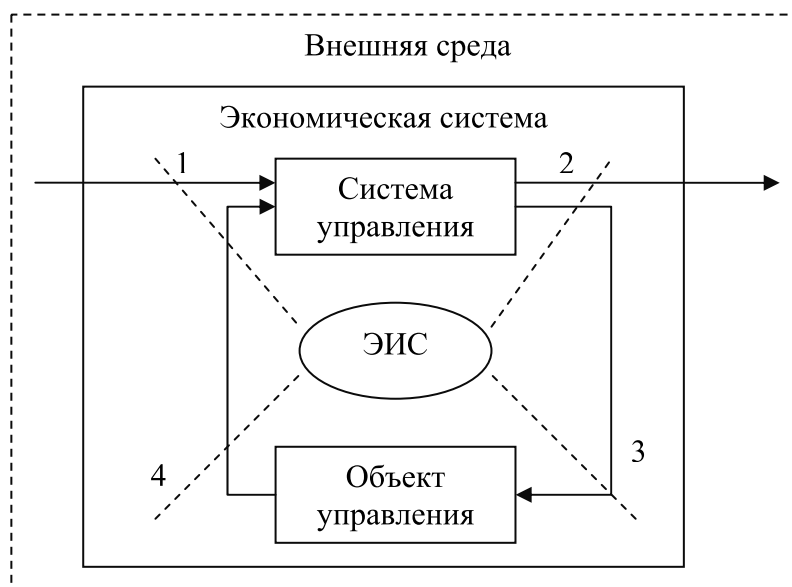 Внешняя среда
Экономическая система
1
2
Система
управления
ЭИС
3
4
Объект
управления